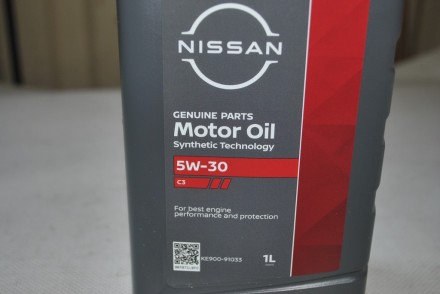 NISSAN
GENUINE PARTS
Motor Oil
Synthetic Technology
5W-30
C3
For best engine
performance and protection
KE900-91033
1L